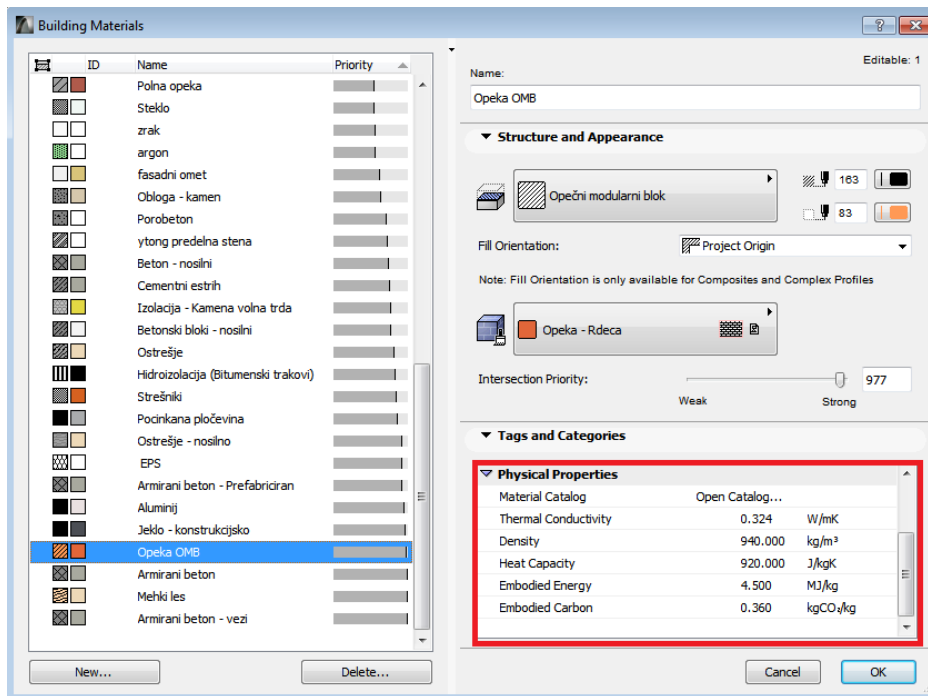 Building Materials
ID Name Priority
Polna opeka
Steklo
zrak
argon
fasadni omet
Obloga - kamen
Porobeton
ytong predelna stena
Beton - nosilni
Cementni estrih
Izolacija - Kamena volna trda
Betonski bloki - nosilni
Ostrešje
Hidroizolacija (Bitumenski trakovi)
Strešniki
Pocinkana pločevina
Ostrešje - nosilno
EPS
Armirani beton - Prefabriciran
Aluminij
Jeklo - konstrukcijsko
Opeka OMB
Armirani beton
Mehki les
Armirani beton - vezi
New...
Delete...
Editable: 1
Name:
Opeka OMB
Structure and Appearance
Opečni modularni blok
163
83
Fill Orientation:
Project Origin
Note: Fill Orientation is only available for Composites and Complex Profiles
Opeka - Rdeca
Intersection Priority:
977
Weak Strong
Tags and Categories
Physical Properties
Material Catalog Open Catalog...
Thermal Conductivity 0.324 W/mK
Density 940.000 kg/m³
Heat Capacity 920.000 J/kgK
Embodied Energy 4.500 MJ/kg
Embodied Carbon 0.360 kgCO₂/kg
Cancel
OK